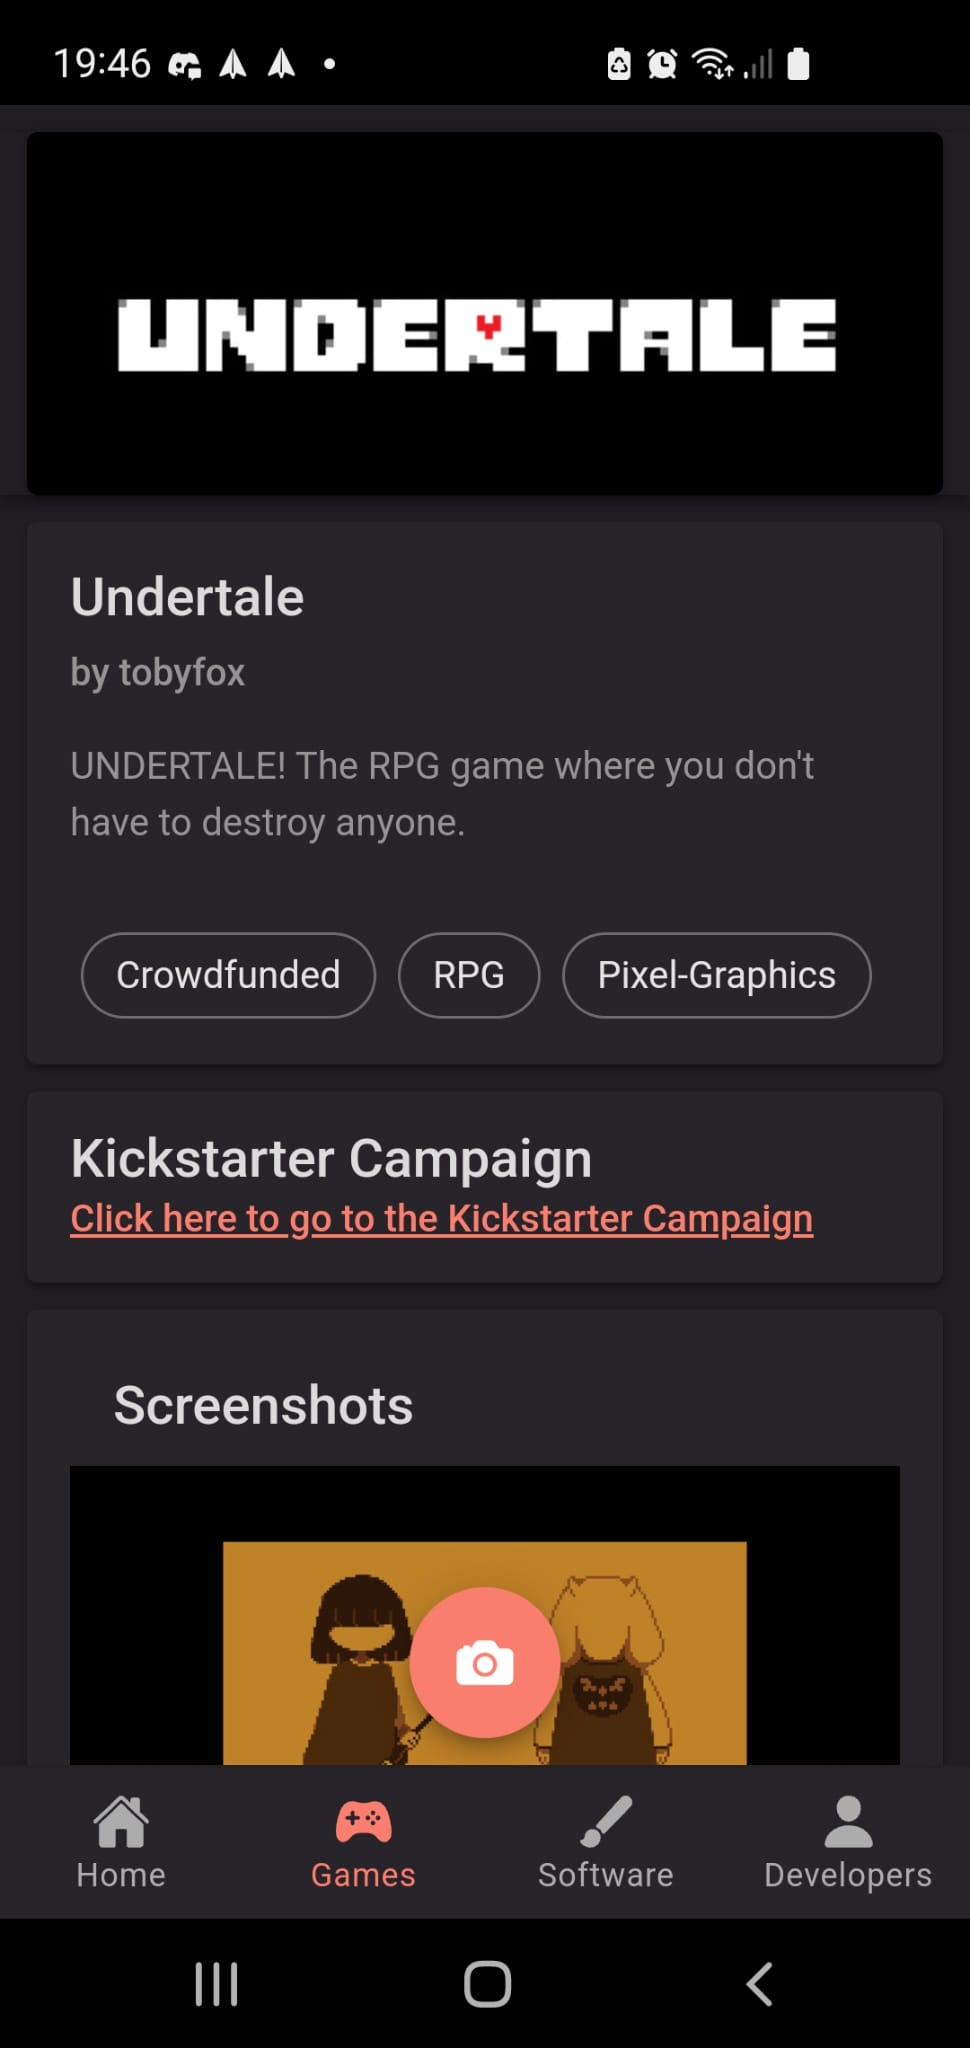 19:46
UNDERTALE
Undertale
by tobyfox
UNDERTALE! The RPG game where you don't
have to destroy anyone.
Crowdfunded RPG Pixel-Graphics
Kickstarter Campaign
Click here to go to the Kickstarter Campaign
Screenshots
Home Games Software Developers